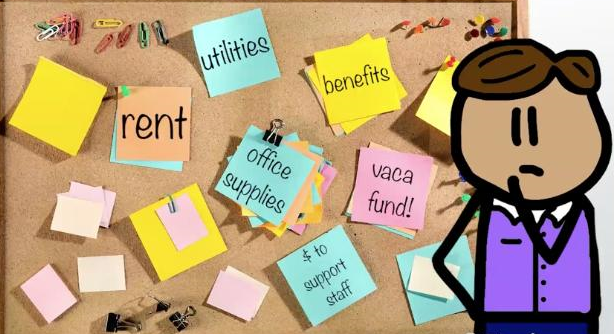 utilities
benefits
rent
office
supplies
vaca
fund!
$ to
support
staff